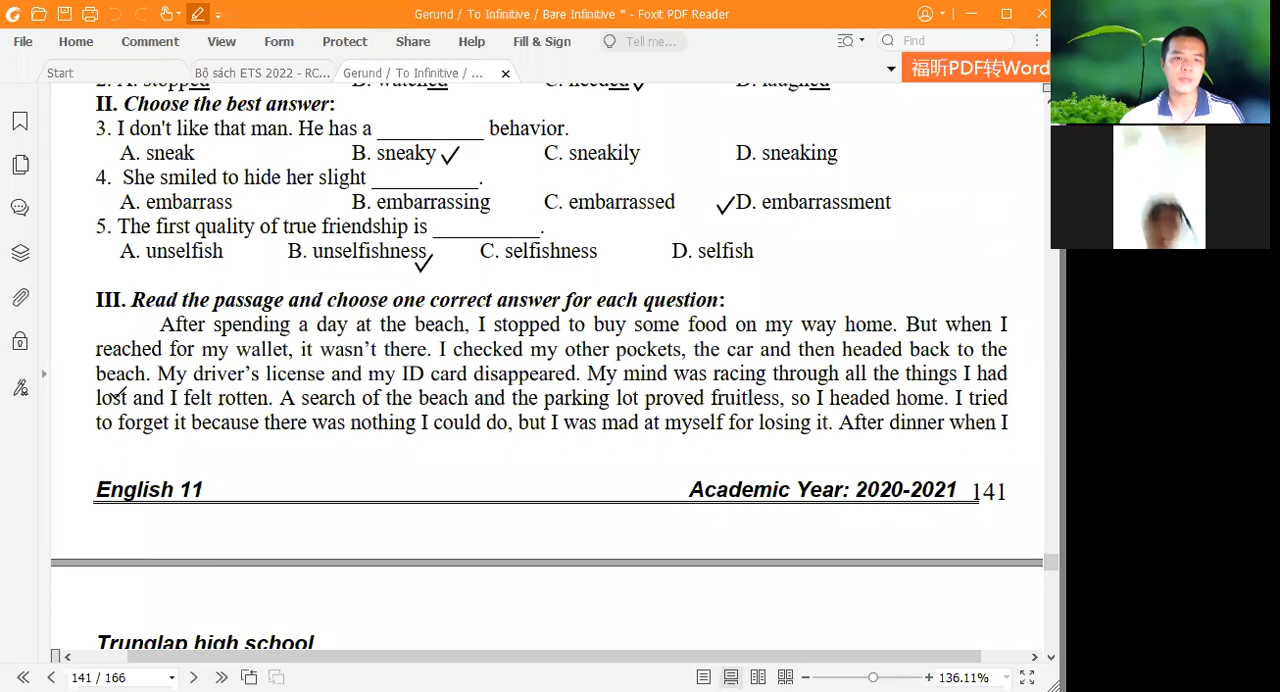 Gerund / To Infinitive / Bare Infinitive * - Foxit PDF Reader
File Home Comment View Form Protect Share Help Fill & Sign Tell me... Find
Start Bộ sách ETS 2022 - RC... Gerund / To Infinitive / ... 福昕PDF转Word
2. A. stopped B. watched C. needed D. laughed
II. Choose the best answer:
3. I don't like that man. He has a __________ behavior.
A. sneak B. sneaky C. sneakily D. sneaking
4. She smiled to hide her slight __________.
A. embarrass B. embarrassing C. embarrassed D. embarrassment
5. The first quality of true friendship is __________.
A. unselfish B. unselfishness C. selfishness D. selfish
III. Read the passage and choose one correct answer for each question:
After spending a day at the beach, I stopped to buy some food on my way home. But when I
reached for my wallet, it wasn't there. I checked my other pockets, the car and then headed back to the
beach. My driver's license and my ID card disappeared. My mind was racing through all the things I had
lost and I felt rotten. A search of the beach and the parking lot proved fruitless, so I headed home. I tried
to forget it because there was nothing I could do, but I was mad at myself for losing it. After dinner when I
English 11 Academic Year: 2020-2021 141
Trunglap high school
141 / 166 136.11%